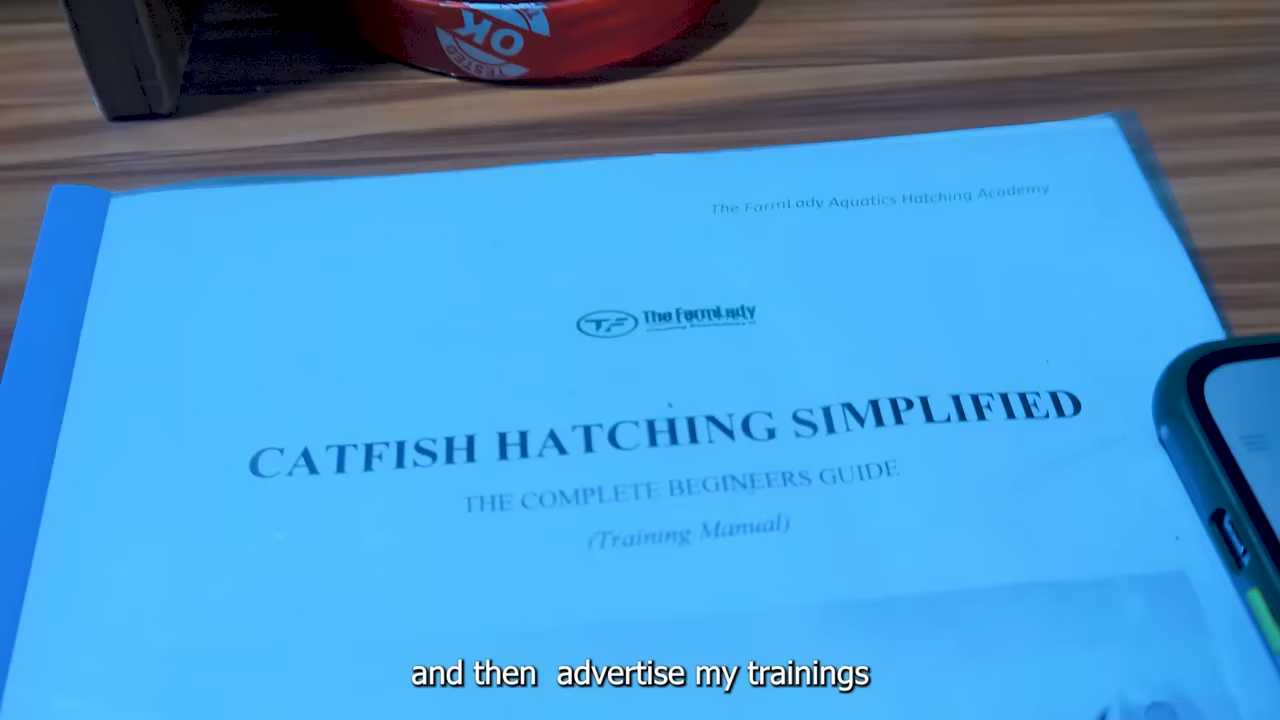 TESTED
OK
The FarmLady Aquatics Hatching Academy
TF The FarmLady
CATFISH HATCHING SIMPLIFIED
THE COMPLETE BEGINEERS GUIDE
(Training Manual)
and then advertise my trainings